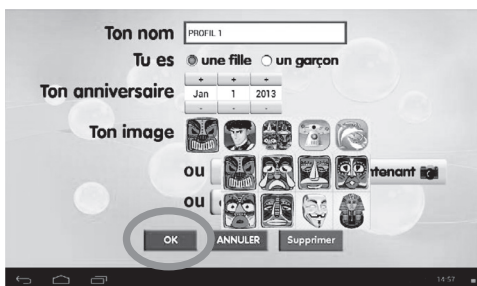 Ton nom PROFIL 1
Tu es une fille un garçon
+ + +
Ton anniversaire Jan 1 2013
- - -
Ton image
ou ntenant
ou
OK ANNULER Supprimer
14:57